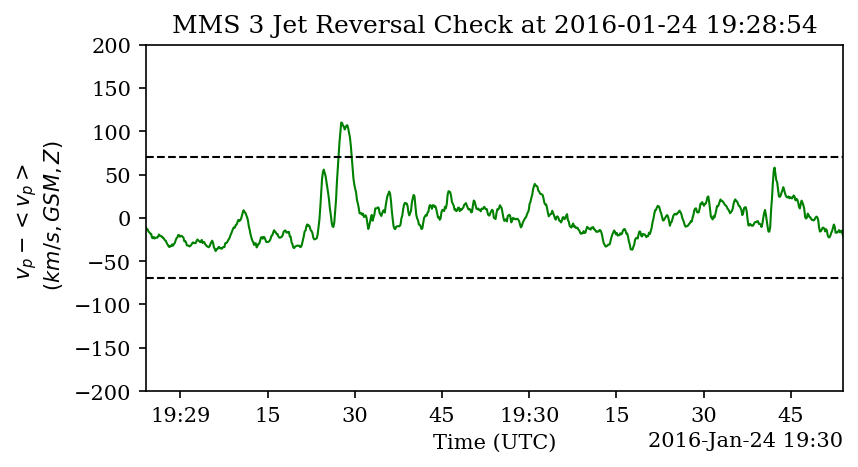 MMS 3 Jet Reversal Check at 2016-01-24 19:28:54
200
150
100
50
0
−50
−100
−150
−200
v_p − < v_p >
(km/s, GSM, Z)
19:29 15 30 45 19:30 15 30 45
Time (UTC)
2016-Jan-24 19:30